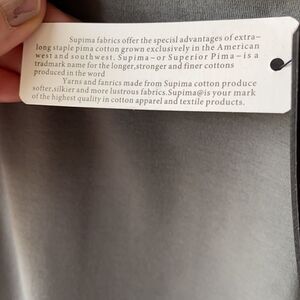 Supima fabrics offer the specisl advantages of extra-
long staple pima cotton grown exclusively in the American
west and southwest. Supima-or Superior Pima-is a
tradmark name for the longer,stronger and finer cottons
produced in the word
Yarns and fanrics made from Supima cotton produce
softer,silkier and more lustrous fabrics.Supima@is your mark
of the highest quality in cotton apparel and textile products.